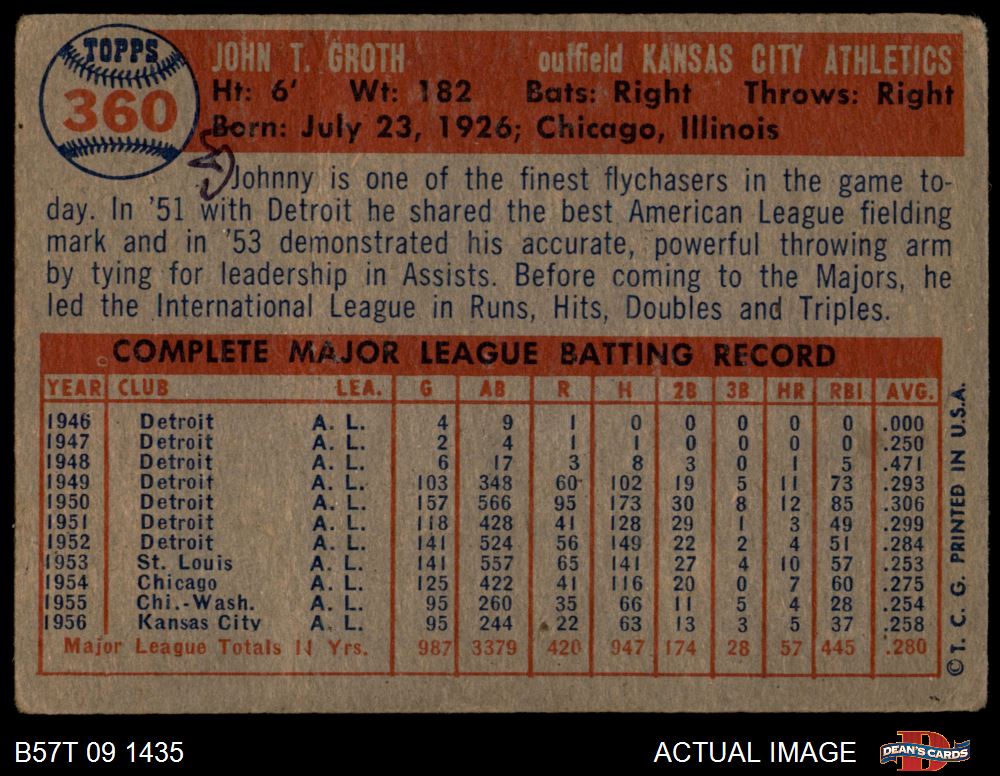 TOPPS
360
JOHN T. GROTH outfield KANSAS CITY ATHLETICS
Ht: 6' Wt: 182 Bats: Right Throws: Right
Born: July 23, 1926; Chicago, Illinois
Johnny is one of the finest flychasers in the game to-
day. In '51 with Detroit he shared the best American League fielding
mark and in '53 demonstrated his accurate, powerful throwing arm
by tying for leadership in Assists. Before coming to the Majors, he
led the International League in Runs, Hits, Doubles and Triples.
COMPLETE MAJOR LEAGUE BATTING RECORD
YEAR CLUB LEA. G AB R H 2B 3B HR RBI AVG.
1946 Detroit A. L. 4 9 1 0 0 0 0 0 .000
1947 Detroit A. L. 2 4 1 1 0 0 0 0 .250
1948 Detroit A. L. 6 17 3 8 3 0 1 5 .471
1949 Detroit A. L. 103 348 60 102 19 5 11 73 .293
1950 Detroit A. L. 157 566 95 173 30 8 12 85 .306
1951 Detroit A. L. 118 428 41 128 29 1 3 49 .299
1952 Detroit A. L. 141 524 56 149 22 2 4 51 .284
1953 St. Louis A. L. 141 557 65 141 27 4 10 57 .253
1954 Chicago A. L. 125 422 41 116 20 0 7 60 .275
1955 Chi.-Wash. A. L. 95 260 35 66 11 5 4 28 .254
1956 Kansas City A. L. 95 244 22 63 13 3 5 37 .258
Major League Totals 11 Yrs. 987 3379 420 947 174 28 57 445 .280
© T. C. G. PRINTED IN U.S.A.
B57T 09 1435
ACTUAL IMAGE
D
DEAN'S CARDS